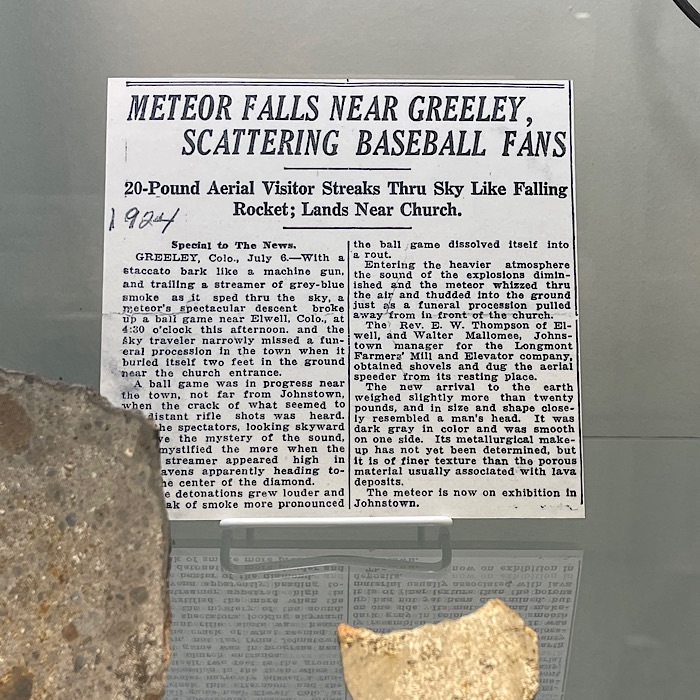 METEOR FALLS NEAR GREELEY,
SCATTERING BASEBALL FANS
20-Pound Aerial Visitor Streaks Thru Sky Like Falling
Rocket; Lands Near Church.
1924
Special to The News.
GREELEY, Colo., July 6.—With a
staccato bark like a machine gun,
and trailing a streamer of grey-blue
smoke as it sped thru the sky, a
meteor's spectacular descent broke
up a ball game near Elwell, Colo., at
4:30 o'clock this afternoon. and the
sky traveler narrowly missed a fun-
eral procession in the town when it
buried itself two feet in the ground
near the church entrance.
A ball game was in progress near
the town, not far from Johnstown,
when the crack of what seemed to
distant rifle shots was heard.
the spectators, looking skyward
the mystery of the sound,
mystified the more when the
streamer appeared high in
apparently heading to-
center of the diamond.
detonations grew louder and
of smoke more pronounced
the ball game dissolved itself into
a rout.
Entering the heavier atmosphere
the sound of the explosions dimin-
ished and the meteor whizzed thru
the air and thudded into the ground
just as a funeral procession pulled
away from in front of the church.
The Rev. E. W. Thompson of El-
well, and Walter Mallomee, Johns-
town manager for the Longmont
Farmers' Mill and Elevator company,
obtained shovels and dug the aerial
speeder from its resting place.
The new arrival to the earth
weighed slightly more than twenty
pounds, and in size and shape close-
ly resembled a man's head. It was
dark gray in color and was smooth
on one side. Its metallurgical make-
up has not yet been determined, but
it is of finer texture than the porous
material usually associated with lava
deposits.
The meteor is now on exhibition in
Johnstown.